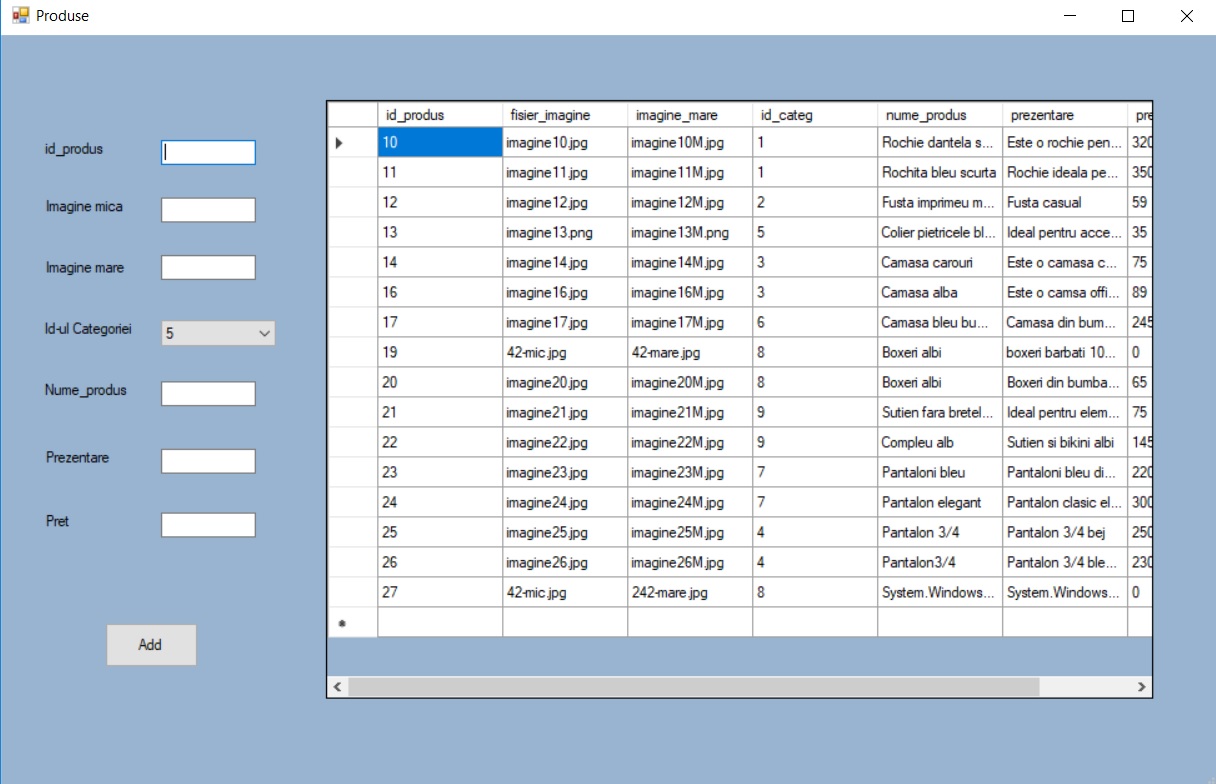 Produse
id_produs
Imagine mica
Imagine mare
Id-ul Categoriei
5
Nume_produs
Prezentare
Pret
Add
id_produs fisier_imagine imagine_mare id_categ nume_produs prezentare pre
10 imagine10.jpg imagine10M.jpg 1 Rochie dantela s... Este o rochie pen... 320
11 imagine11.jpg imagine11M.jpg 1 Rochita bleu scurta Rochie ideala pe... 350
12 imagine12.jpg imagine12M.jpg 2 Fusta imprimeu m... Fusta casual 59
13 imagine13.png imagine13M.png 5 Colier pietricele bl... Ideal pentru acce... 35
14 imagine14.jpg imagine14M.jpg 3 Camasa carouri Este o camasa c... 75
16 imagine16.jpg imagine16M.jpg 3 Camasa alba Este o camsa offi... 89
17 imagine17.jpg imagine17M.jpg 6 Camasa bleu bu... Camasa din bum... 245
19 42-mic.jpg 42-mare.jpg 8 Boxeri albi boxeri barbati 10... 0
20 imagine20.jpg imagine20M.jpg 8 Boxeri albi Boxeri din bumba... 65
21 imagine21.jpg imagine21M.jpg 9 Sutien fara bretel... Ideal pentru elem... 75
22 imagine22.jpg imagine22M.jpg 9 Compleu alb Sutien si bikini albi 145
23 imagine23.jpg imagine23M.jpg 7 Pantaloni bleu Pantaloni bleu di... 220
24 imagine24.jpg imagine24M.jpg 7 Pantalon elegant Pantalon clasic el... 300
25 imagine25.jpg imagine25M.jpg 4 Pantalon 3/4 Pantalon 3/4 bej 250
26 imagine26.jpg imagine26M.jpg 4 Pantalon3/4 Pantalon 3/4 ble... 230
27 42-mic.jpg 242-mare.jpg 8 System.Windows... System.Windows... 0